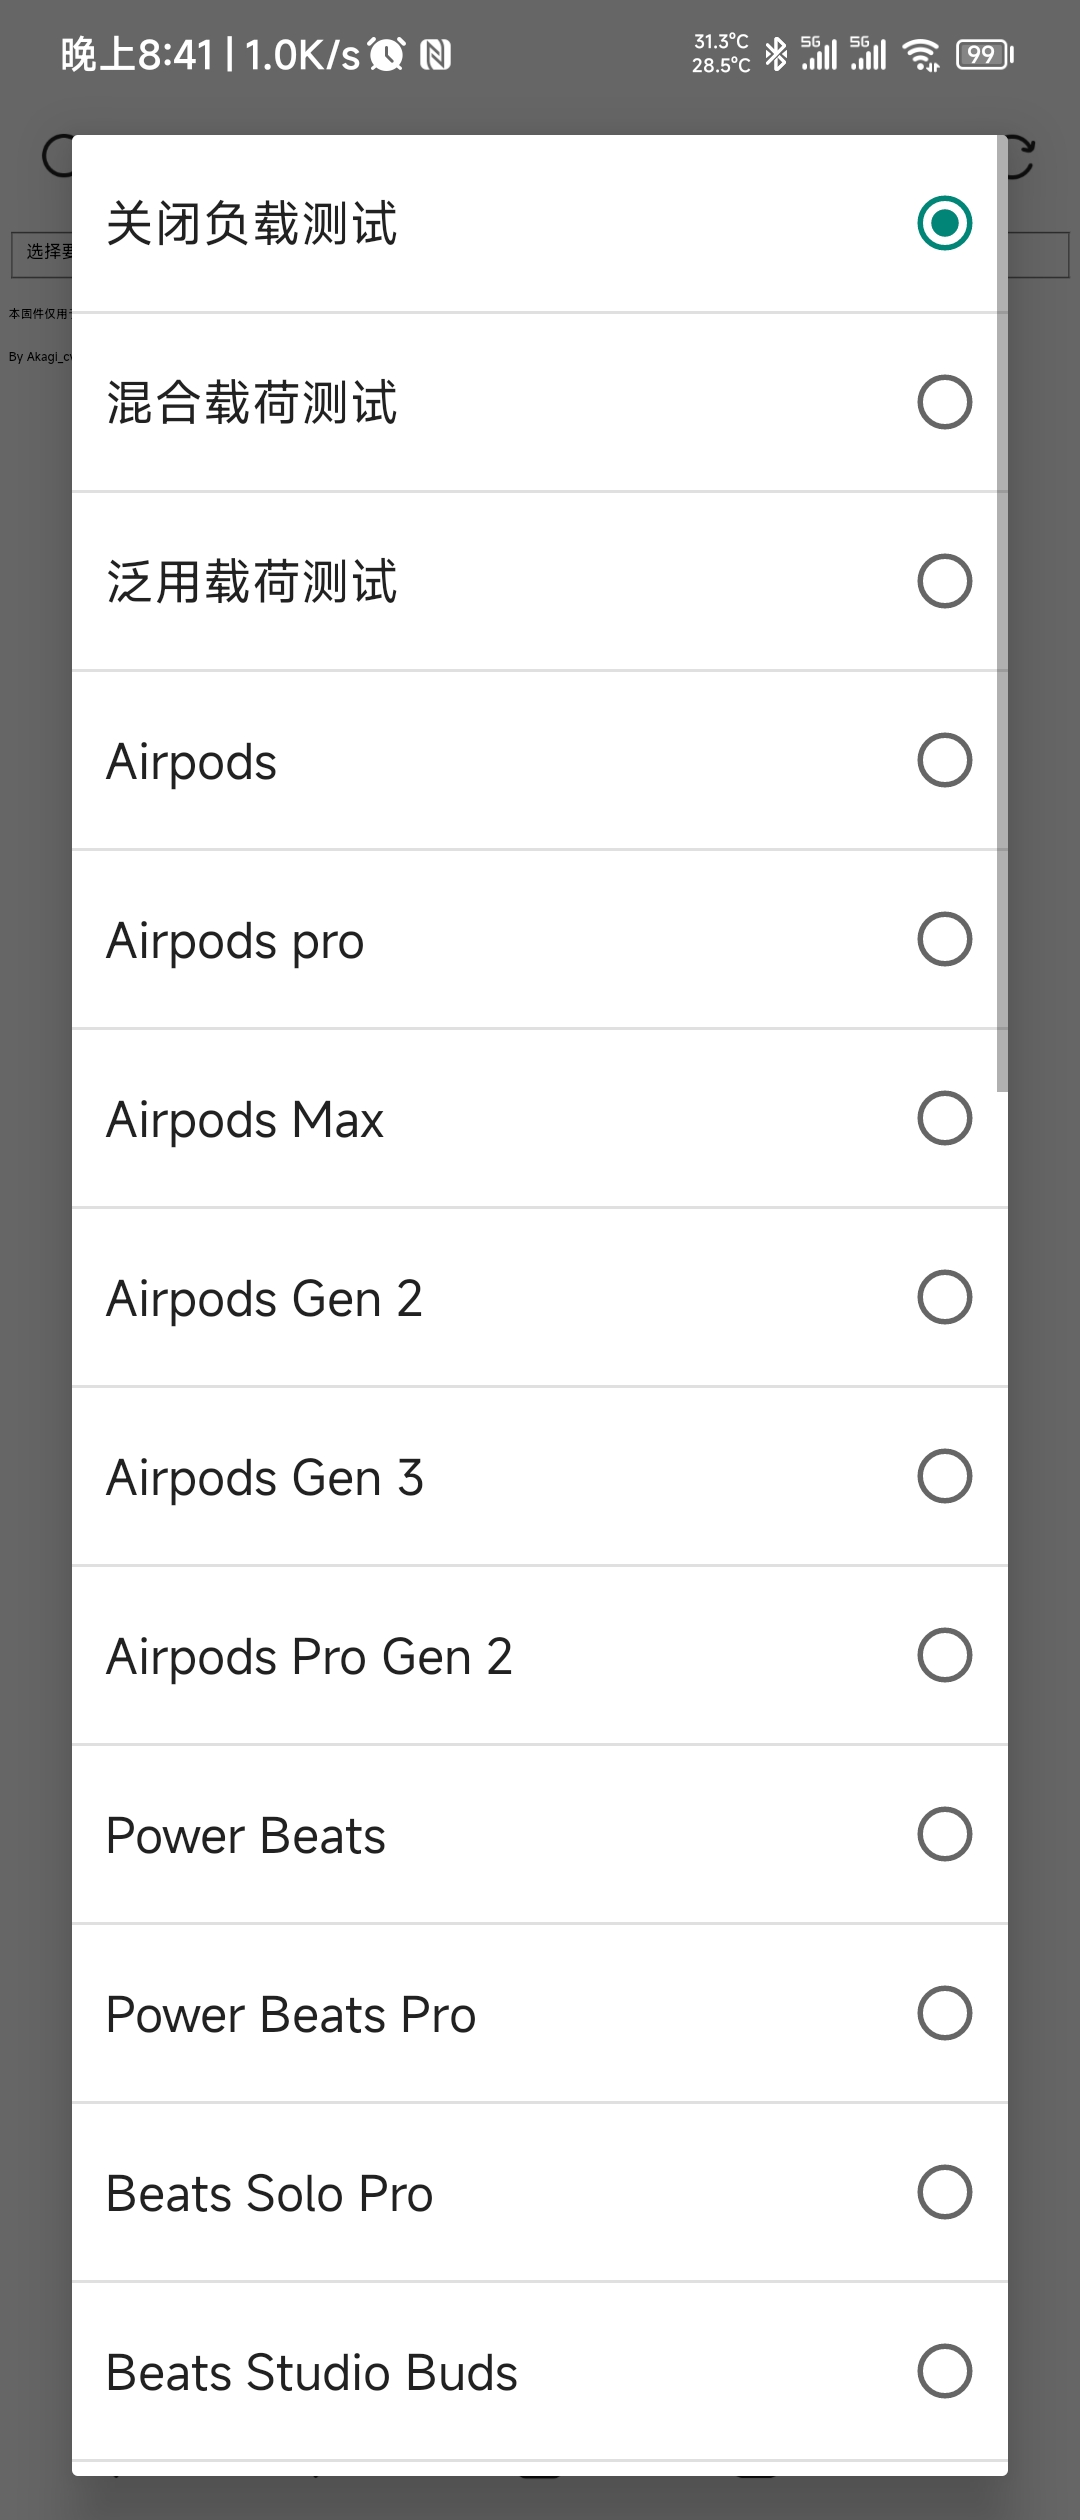 晚上8:41 | 1.0K/s
31.3°C
28.5°C
5G
5G
99
选择要
本固件仅用
By Akagi_c
关闭负载测试
混合载荷测试
泛用载荷测试
Airpods
Airpods pro
Airpods Max
Airpods Gen 2
Airpods Gen 3
Airpods Pro Gen 2
Power Beats
Power Beats Pro
Beats Solo Pro
Beats Studio Buds